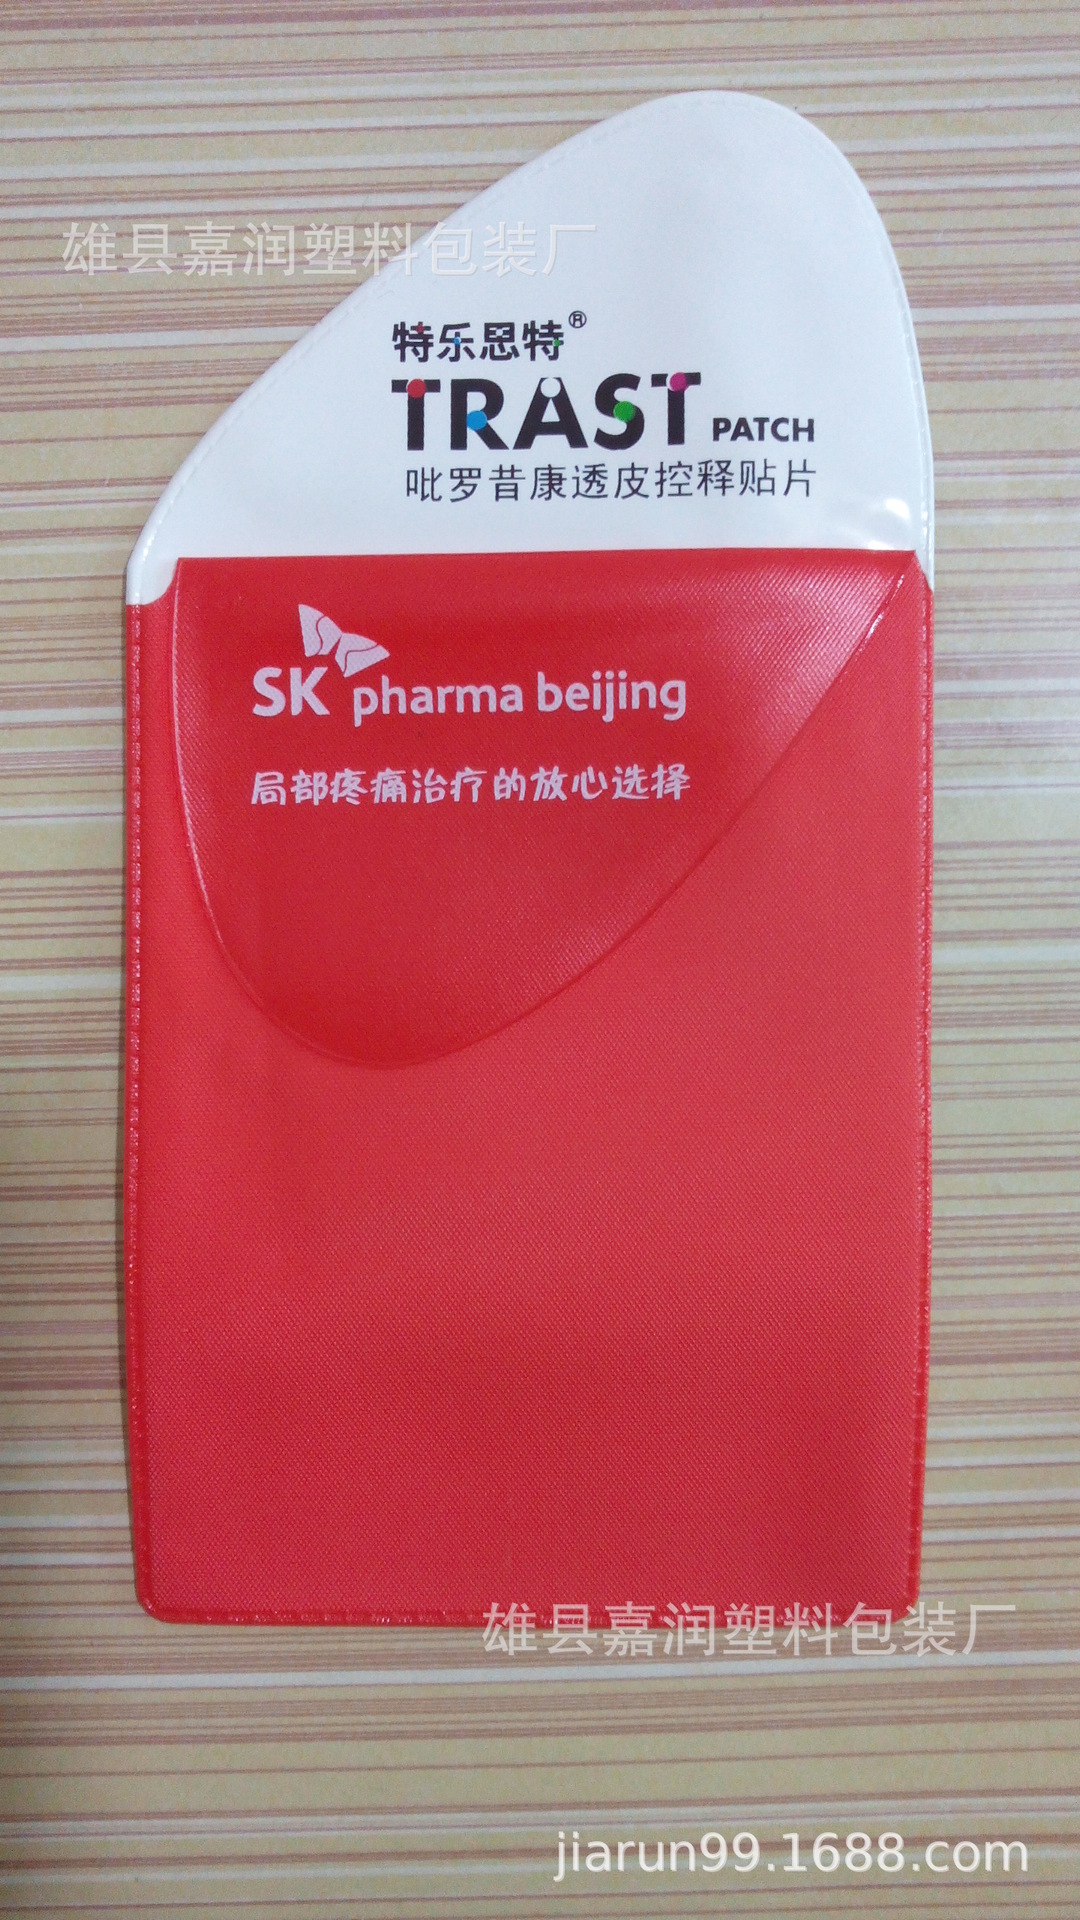 雄县嘉润塑料包装厂
特乐思特®
TRAST PATCH
吡罗昔康透皮控释贴片
SK pharma beijing
局部疼痛治疗的放心选择
雄县嘉润塑料包装厂
jiarun99.1688.com